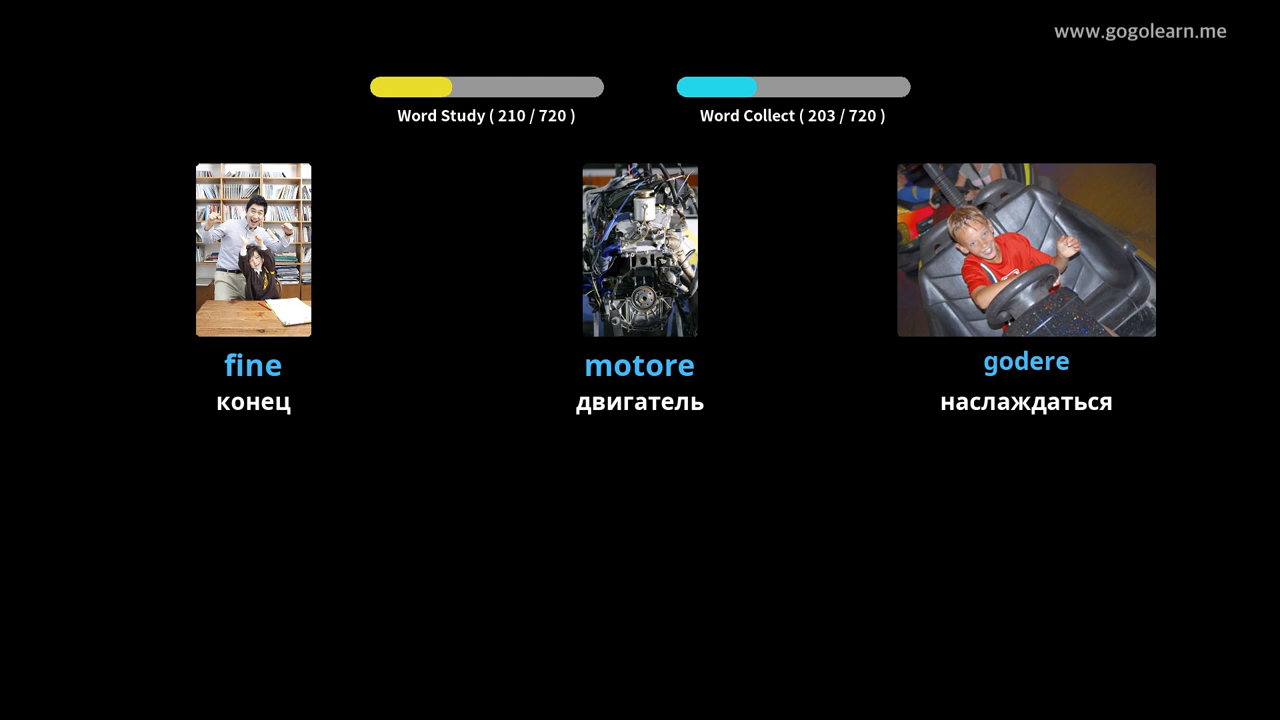 www.gogolearn.me
Word Study ( 210 / 720 )
Word Collect ( 203 / 720 )
fine
конец
motore
двигатель
godere
наслаждаться